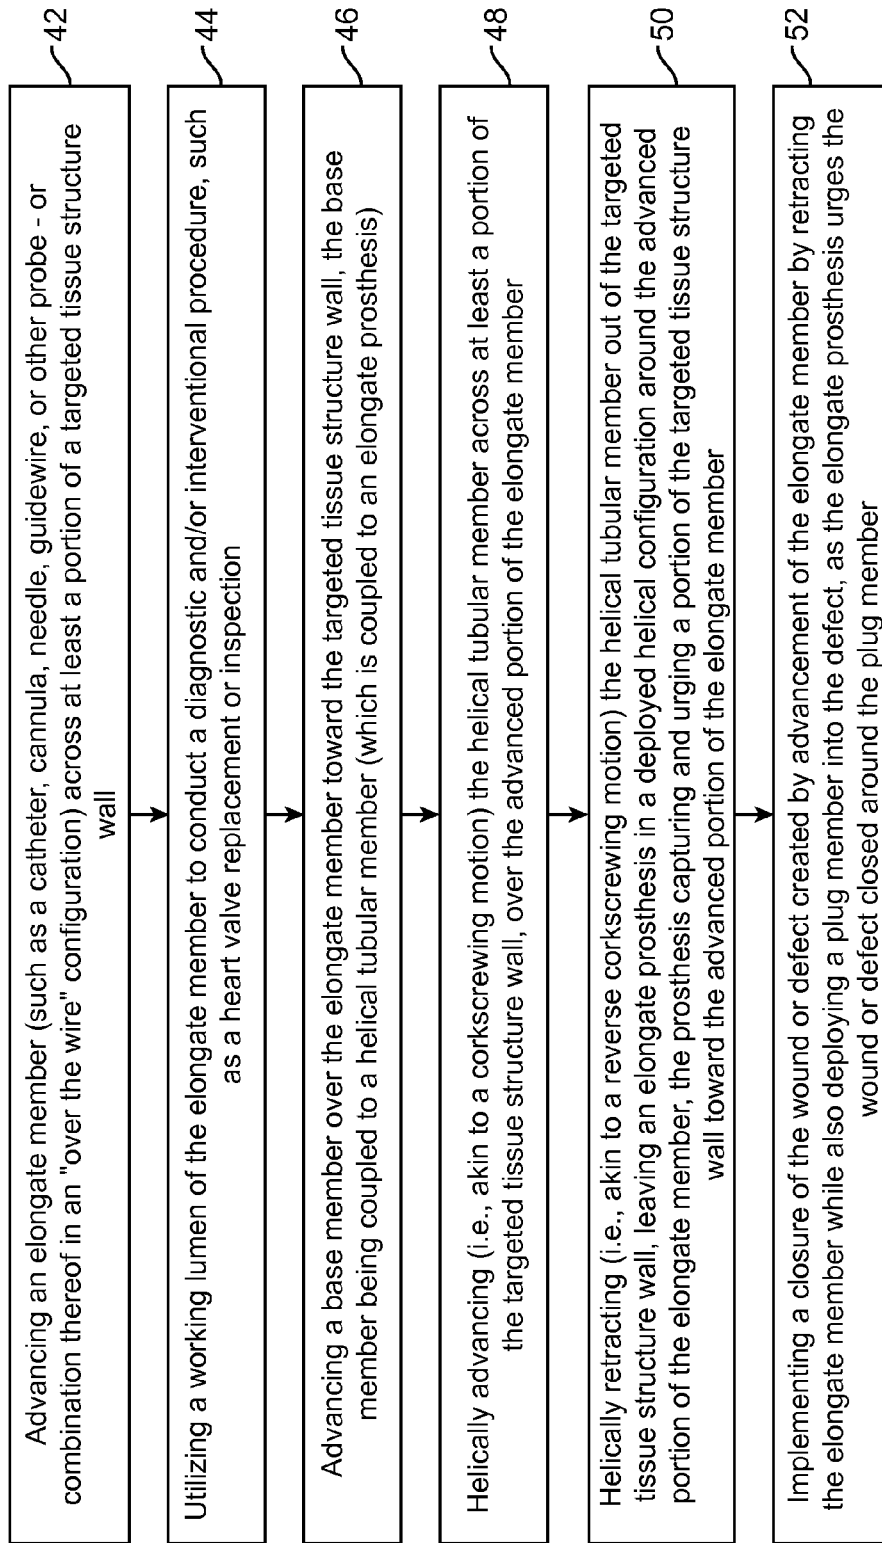 Advancing an elongate member (such as a catheter, cannula, needle, guidewire, or other probe - or
combination thereof in an "over the wire" configuration) across at least a portion of a targeted tissue structure
wall
42
Utilizing a working lumen of the elongate member to conduct a diagnostic and/or interventional procedure, such
as a heart valve replacement or inspection
44
Advancing a base member over the elongate member toward the targeted tissue structure wall, the base
member being coupled to a helical tubular member (which is coupled to an elongate prosthesis)
46
Helically advancing (i.e., akin to a corkscrewing motion) the helical tubular member across at least a portion of
the targeted tissue structure wall, over the advanced portion of the elongate member
48
Helically retracting (i.e., akin to a reverse corkscrewing motion) the helical tubular member out of the targeted
tissue structure wall, leaving an elongate prosthesis in a deployed helical configuration around the advanced
portion of the elongate member, the prosthesis capturing and urging a portion of the targeted tissue structure
wall toward the advanced portion of the elongate member
50
Implementing a closure of the wound or defect created by advancement of the elongate member by retracting
the elongate member while also deploying a plug member into the defect, as the elongate prosthesis urges the
wound or defect closed around the plug member
52